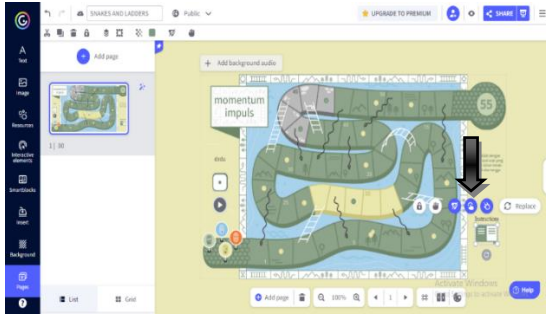 SNAKES AND LADDERS
Public
UPGRADE TO PREMIUM
SHARE
Text
Image
Resources
Interactive
elements
Smartblocks
Insert
Background
Pages
Add page
1
List
Grid
Add background audio
momentum
impuls
55
Replace
Instructions
Add page
100%
1
Activate Windows
Help